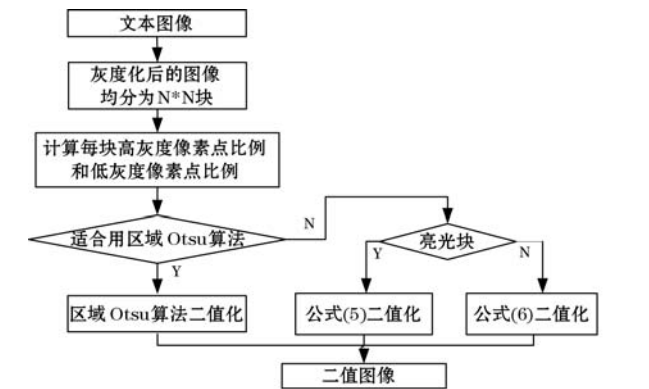 文本图像
灰度化后的图像
均分为N*N块
计算每块高灰度像素点比例
和低灰度像素点比例
适合用区域Otsu算法
N
亮光块
Y
Y
N
区域Otsu算法二值化
公式(5)二值化
公式(6)二值化
二值图像